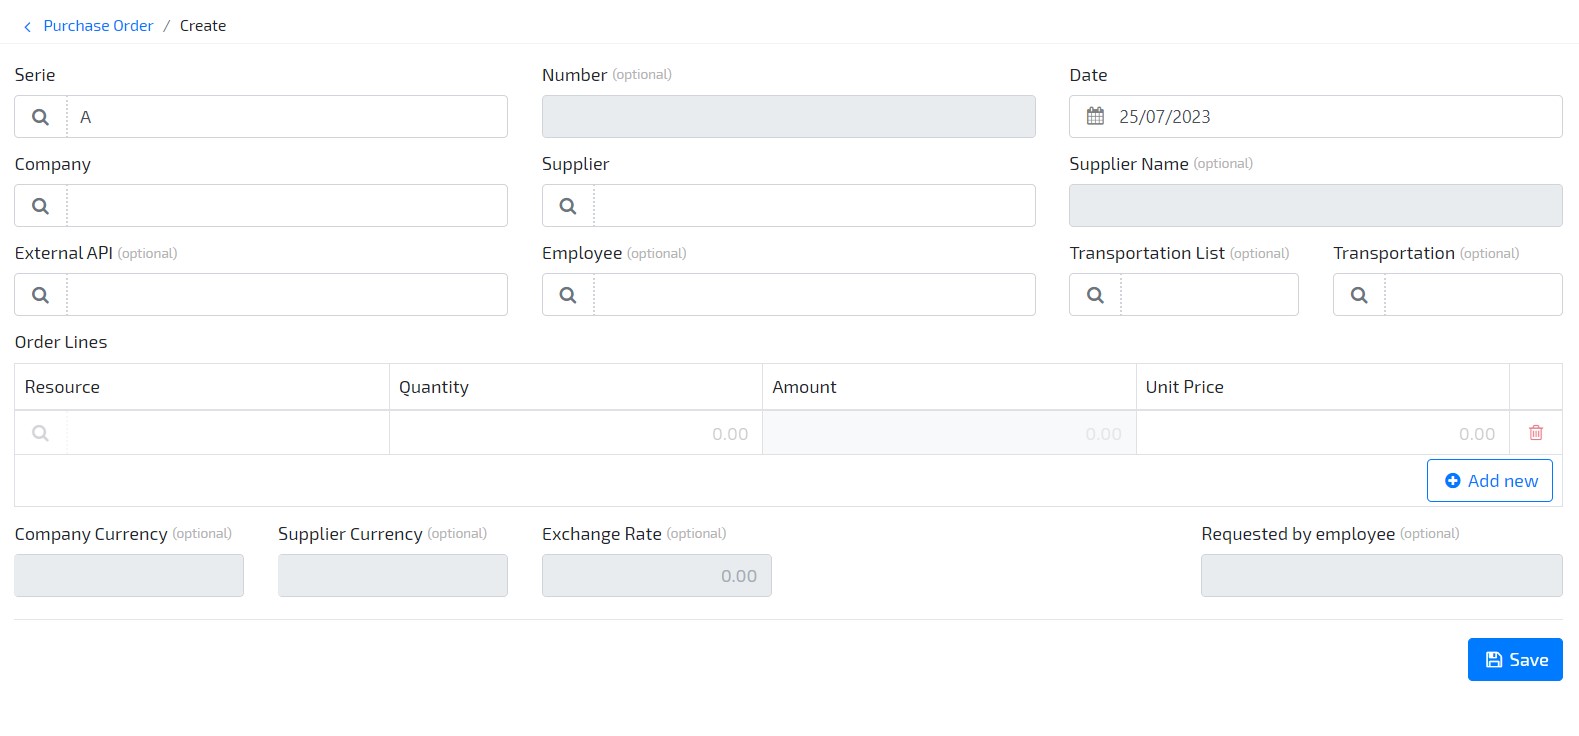 Purchase Order / Create
Serie
Number (optional)
Date
A
25/07/2023
Company
Supplier
Supplier Name (optional)
External API (optional)
Employee (optional)
Transportation List (optional)
Transportation (optional)
Order Lines
Resource
Quantity
Amount
Unit Price
0.00
0.00
0.00
Add new
Company Currency (optional)
Supplier Currency (optional)
Exchange Rate (optional)
Requested by employee (optional)
0.00
Save